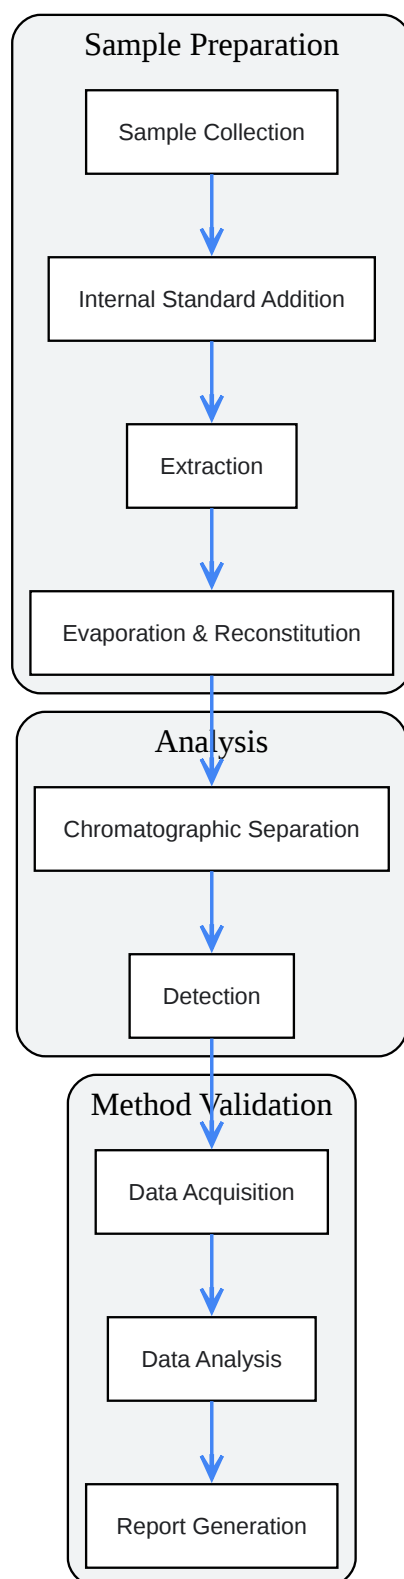 Sample Preparation
Sample Collection
Internal Standard Addition
Extraction
Evaporation & Reconstitution
Analysis
Chromatographic Separation
Detection
Method Validation
Data Acquisition
Data Analysis
Report Generation